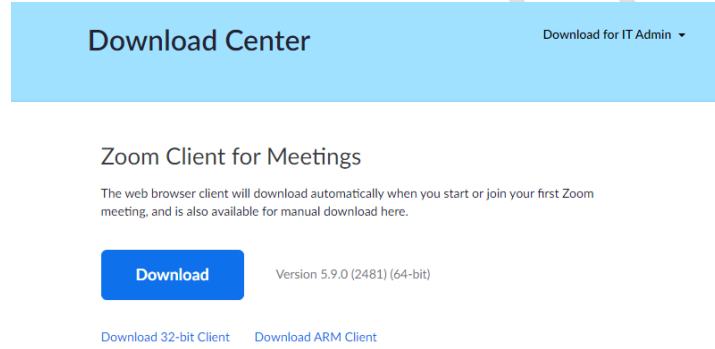 Download Center
Download for IT Admin
Zoom Client for Meetings
The web browser client will download automatically when you start or join your first Zoom
meeting, and is also available for manual download here.
Download
Version 5.9.0 (2481) (64-bit)
Download 32-bit Client
Download ARM Client